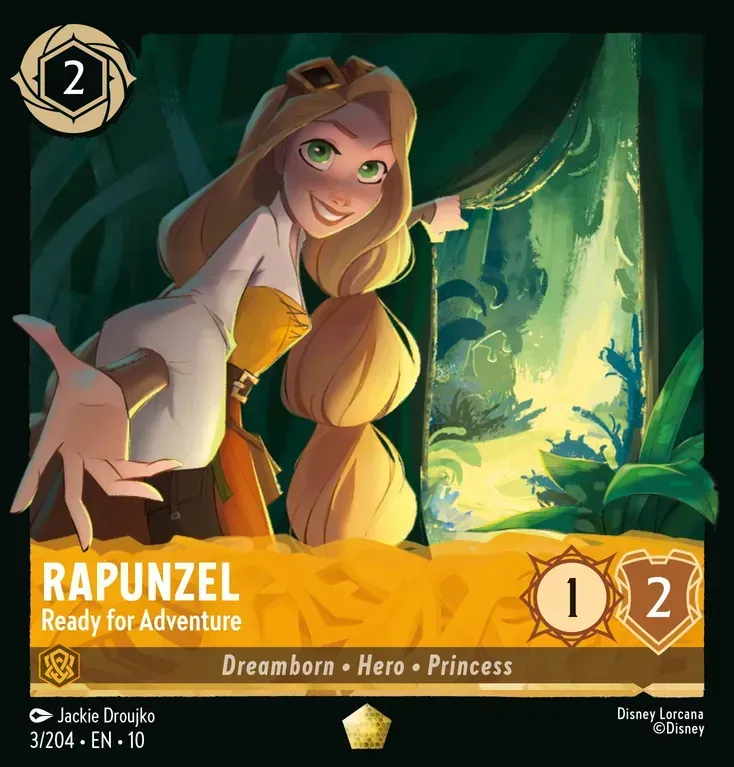 2
RAPUNZEL
Ready for Adventure
1
2
Dreamborn • Hero • Princess
Jackie Droujko
3/204 • EN • 10
Disney Lorcana
©Disney